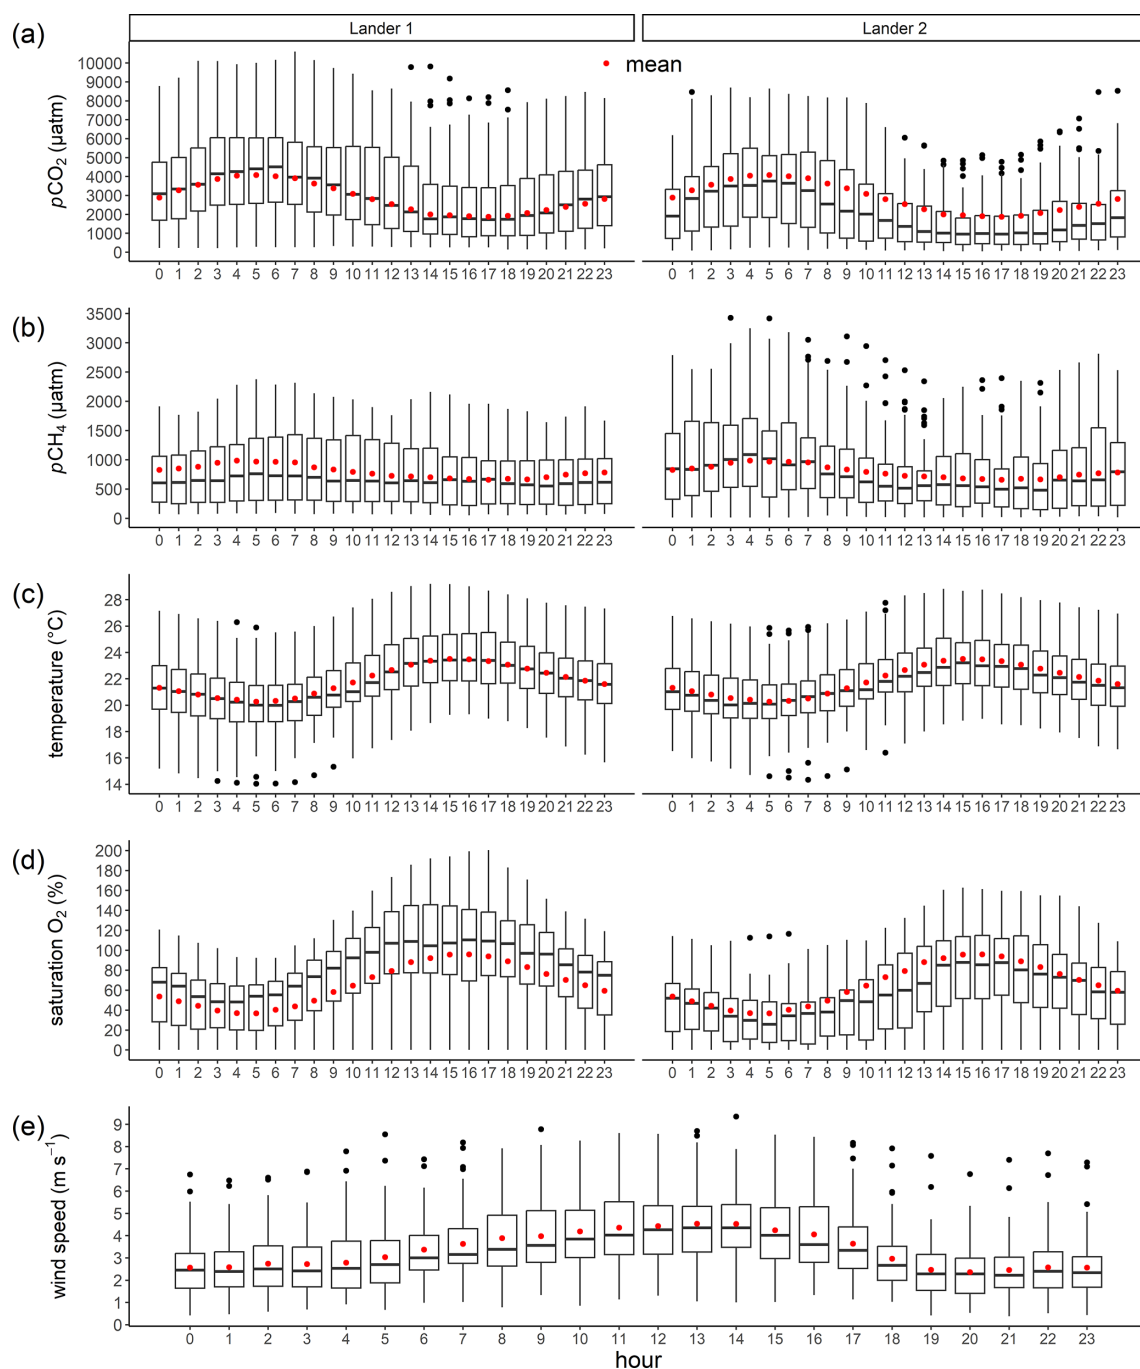 (a)
Lander 1
Lander 2
mean
pCO₂ (µatm)
10000
9000
8000
7000
6000
5000
4000
3000
2000
1000
0
0 1 2 3 4 5 6 7 8 9 10 11 12 13 14 15 16 17 18 19 20 21 22 23
0 1 2 3 4 5 6 7 8 9 10 11 12 13 14 15 16 17 18 19 20 21 22 23
(b)
pCH₄ (µatm)
3500
3000
2500
2000
1500
1000
500
0
0 1 2 3 4 5 6 7 8 9 10 11 12 13 14 15 16 17 18 19 20 21 22 23
0 1 2 3 4 5 6 7 8 9 10 11 12 13 14 15 16 17 18 19 20 21 22 23
(c)
temperature (°C)
28
26
24
22
20
18
16
14
0 1 2 3 4 5 6 7 8 9 10 11 12 13 14 15 16 17 18 19 20 21 22 23
0 1 2 3 4 5 6 7 8 9 10 11 12 13 14 15 16 17 18 19 20 21 22 23
(d)
saturation O₂ (%)
200
180
160
140
120
100
80
60
40
20
0
0 1 2 3 4 5 6 7 8 9 10 11 12 13 14 15 16 17 18 19 20 21 22 23
0 1 2 3 4 5 6 7 8 9 10 11 12 13 14 15 16 17 18 19 20 21 22 23
(e)
wind speed (m s⁻¹)
9
8
7
6
5
4
3
2
1
0
0 1 2 3 4 5 6 7 8 9 10 11 12 13 14 15 16 17 18 19 20 21 22 23
hour